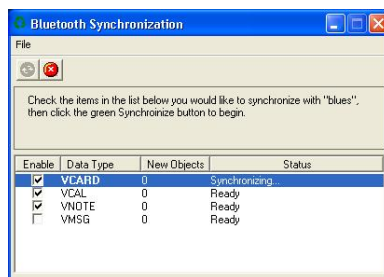 Bluetooth Synchronization
File
Check the items in the list below you would like to synchronize with "blues",
then click the green Synchroinize button to begin.
Enable Data Type New Objects Status
VCARD 0 Synchronizing...
VCAL 0 Ready
VNOTE 0 Ready
VMSG 0 Ready